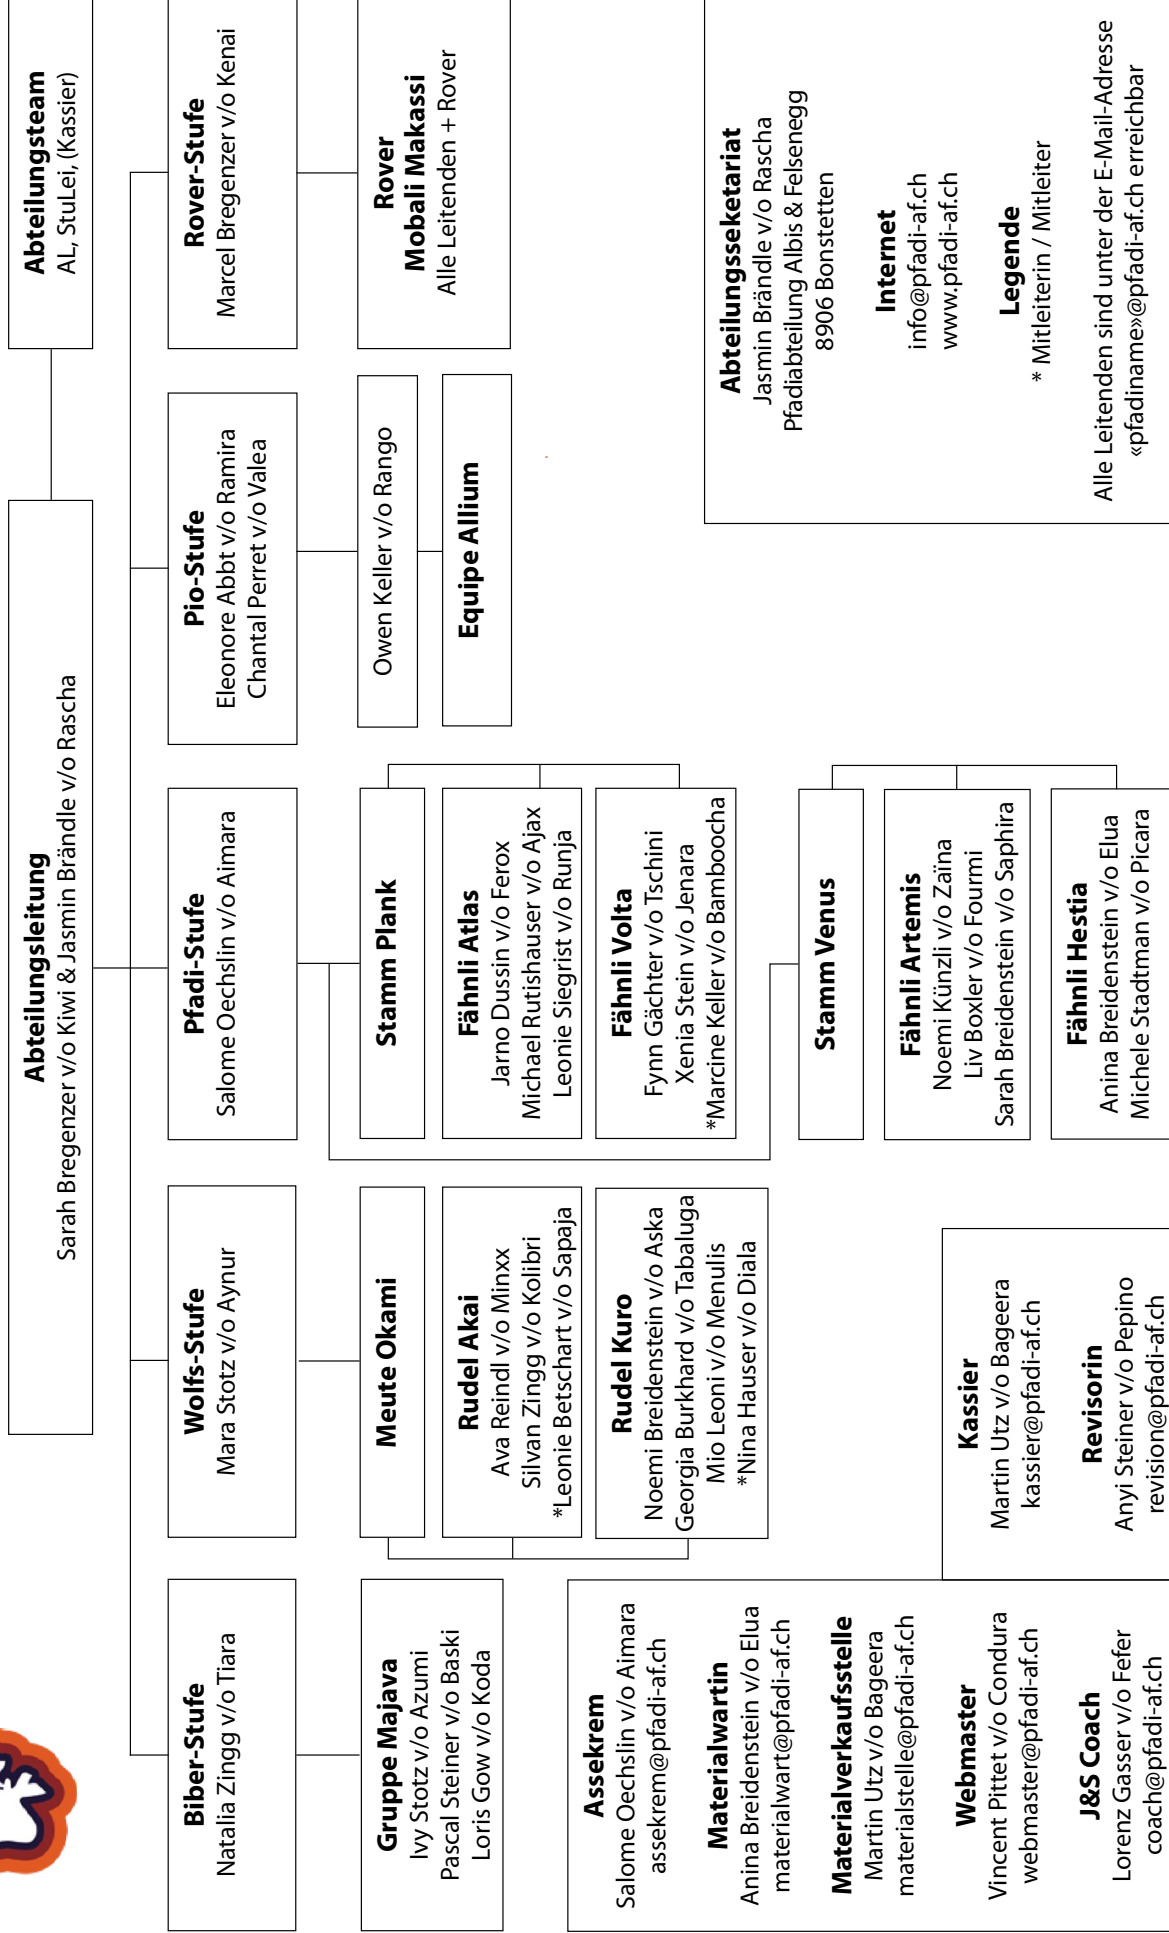 Abteilungsleitung
Sarah Bregenzer v/o Kiwi & Jasmin Brändle v/o Rascha
Abteilungsteam
AL, StuLei, (Kassier)
Biber-Stufe
Natalia Zingg v/o Tiara
Wolfs-Stufe
Mara Stotz v/o Aynur
Pfadi-Stufe
Salome Oechslin v/o Aimara
Pio-Stufe
Eleonore Abbt v/o Ramira
Chantal Perret v/o Valea
Rover-Stufe
Marcel Bregenzer v/o Kenai
Gruppe Majava
Ivy Stotz v/o Azumi
Pascal Steiner v/o Baski
Loris Gow v/o Koda
Meute Okami
Rudel Akai
Ava Reindl v/o Minxx
Silvan Zingg v/o Kolibri
*Leonie Betschart v/o Sapaja
Rudel Kuro
Noemi Breidenstein v/o Aska
Georgia Burkhard v/o Tabaluga
Mio Leoni v/o Menulis
*Nina Hauser v/o Diala
Stamm Plank
Fähnli Atlas
Jarno Dussin v/o Ferox
Michael Rutishauser v/o Ajax
Leonie Siegrist v/o Runja
Fähnli Volta
Fynn Gächter v/o Tschini
Xenia Stein v/o Jenara
*Marcine Keller v/o Bamboocha
Stamm Venus
Fähnli Artemis
Noemi Künzli v/o Zaïna
Liv Boxler v/o Fourmi
Sarah Breidenstein v/o Saphira
Fähnli Hestia
Anina Breidenstein v/o Elua
Michele Stadtman v/o Picara
Owen Keller v/o Rango
Equipe Allium
Rover
Mobali Makassi
Alle Leitenden + Rover
Assekrem
Salome Oechslin v/o Aimara
assekrem@pfadi-af.ch
Materialwartin
Anina Breidenstein v/o Elua
materialwart@pfadi-af.ch
Materialverkaufsstelle
Martin Utz v/o Bageera
materialstelle@pfadi-af.ch
Webmaster
Vincent Pittet v/o Condura
webmaster@pfadi-af.ch
J&S Coach
Lorenz Gasser v/o Fefer
coach@pfadi-af.ch
Kassier
Martin Utz v/o Bageera
kassier@pfadi-af.ch
Revisorin
Anyi Steiner v/o Pepino
revision@pfadi-af.ch
Abteilungsseketariat
Jasmin Brändle v/o Rascha
Pfadiabteilung Albis & Felsenegg
8906 Bonstetten
Internet
info@pfadi-af.ch
www.pfadi-af.ch
Legende
* Mitleiterin / Mitleiter
Alle Leitenden sind unter der E-Mail-Adresse
«pfadiname»@pfadi-af.ch erreichbar